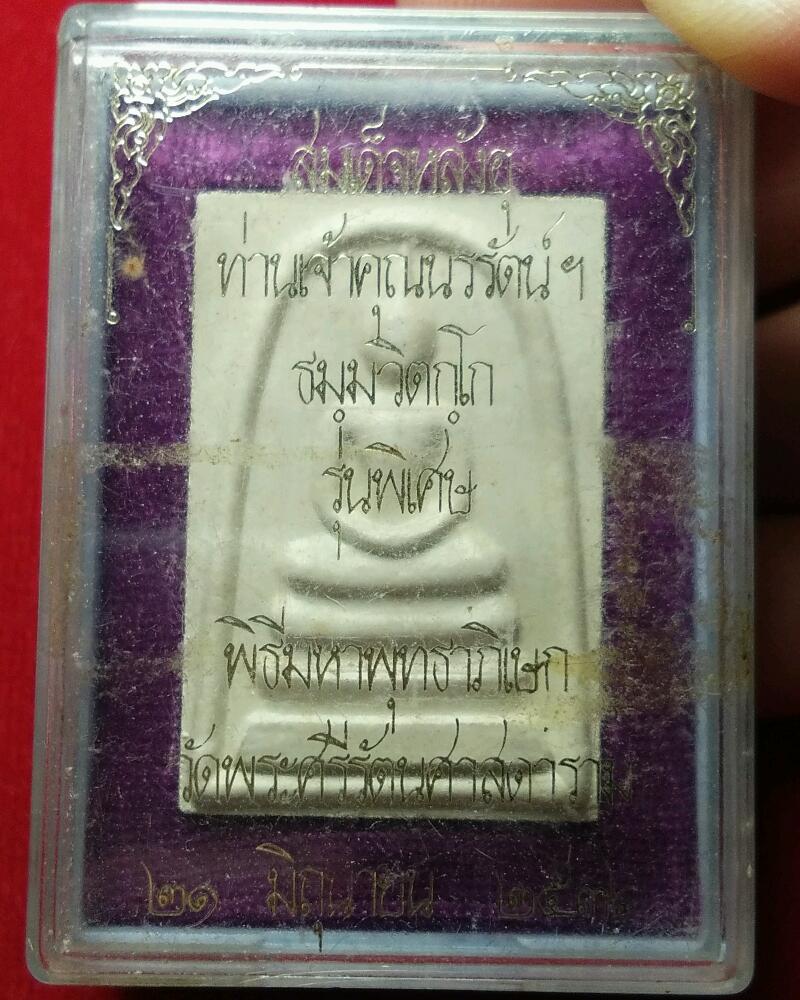 สมเด็จหลังอุ
ท่านเจ้าคุณนรรัตน์ฯ
ธมฺมวิตกฺโก
รุ่นพิเศษ
พิธีมหาพุทธาภิเษก
วัดพระศรีรัตนศาสดาราม
๒๑ มิถุนายน